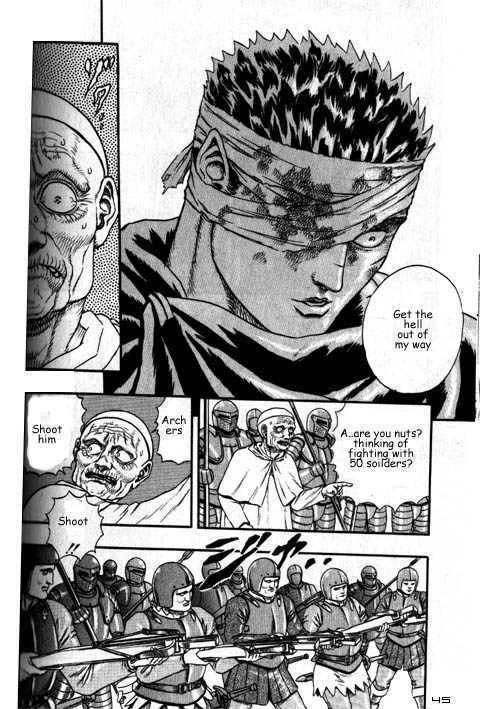 Get the
hell
out of
my way
A..are you nuts?
thinking of
fighting with
50 soilders?
Arch
ers
Shoot
him
Shoot
!!
45